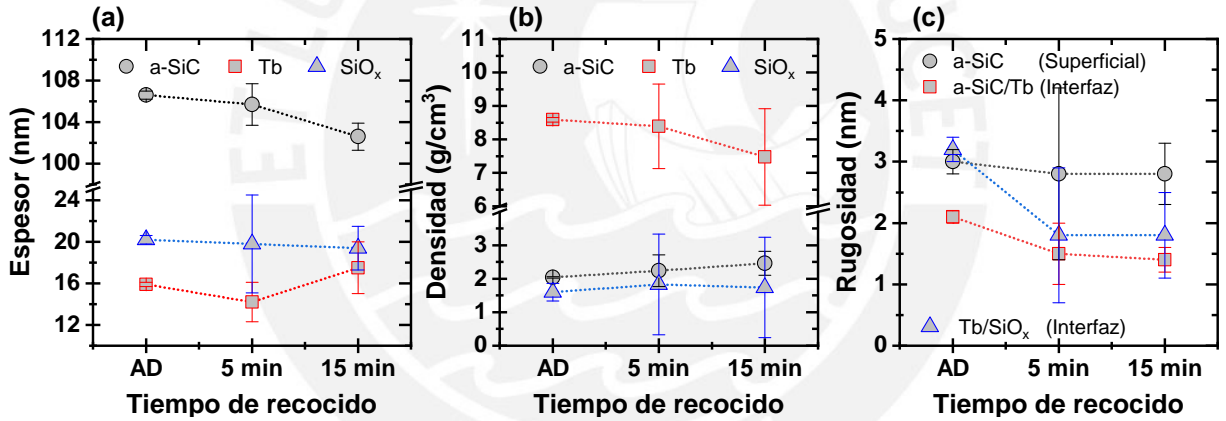 (a)
Espesor (nm)
112
108
104
100
24
20
16
12
a-SiC Tb SiOₓ
AD 5 min 15 min
Tiempo de recocido
(b)
Densidad (g/cm³)
10
9
8
7
6
3
2
1
0
a-SiC Tb SiOₓ
AD 5 min 15 min
Tiempo de recocido
(c)
Rugosidad (nm)
5
4
3
2
1
0
a-SiC (Superficial)
a-SiC/Tb (Interfaz)
Tb/SiOₓ (Interfaz)
AD 5 min 15 min
Tiempo de recocido